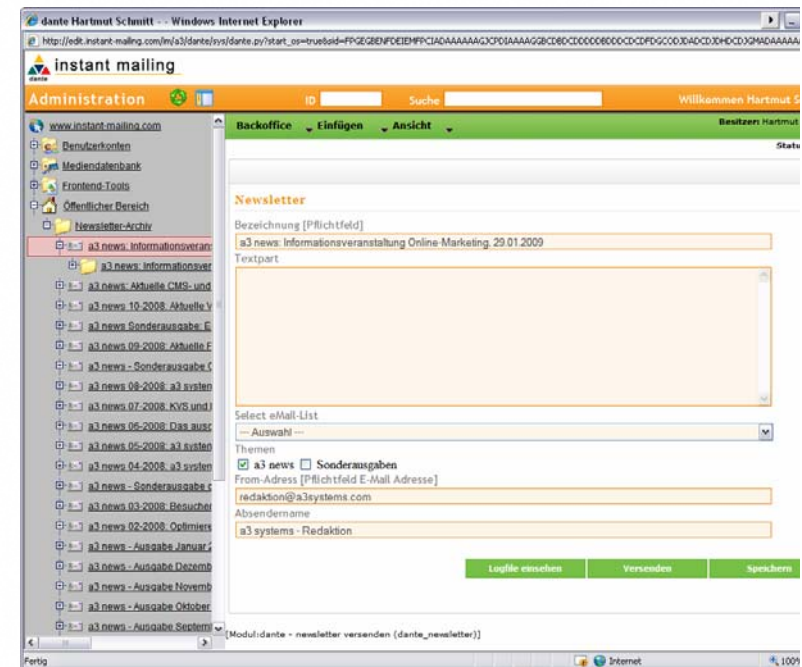 dante Hartmut Schmitt - - Windows Internet Explorer
instant mailing
dante
Administration
ID
Suche
Willkommen Hartmut
www.instant-mailing.com
Backoffice Einfügen Ansicht
Besitzer: Hartmut
Benutzerkonten
Mediendatenbank
Frontend-Tools
Öffentlicher Bereich
Newsletter-Archiv
a3 news: Informationsveran
a3 news: Informationsver
a3 news: Aktuelle CMS- und
a3 news 10-2008: Aktuelle V
a3 news Sonderausgabe: E
a3 news 09-2008: Aktuelle F
a3 news - Sonderausgabe
a3 news 08-2008: a3 system
a3 news 07-2008: KVS und
a3 news 06-2008: Das
a3 news 05-2008: a3 system
a3 news 04-2008: a3 system
a3 news - Sonderausgabe
a3 news 03-2008: Besucher
a3 news 02-2008: Optimiere
a3 news - Ausgabe Januar
a3 news - Ausgabe Dezemb
a3 news - Ausgabe Novemb
a3 news - Ausgabe Oktober
a3 news - Ausgabe Septem
Statu
Newsletter
Bezeichnung [Pflichtfeld]
a3 news: Informationsveranstaltung Online-Marketing, 29.01.2009
Textpart
Select eMail-List
--- Auswahl ---
Themen
a3 news Sonderausgaben
From-Adress [Pflichtfeld E-Mail Adresse]
redaktion@a3systems.com
Absendername
a3 systems - Redaktion
Logfile einsehen Versenden Speichern
[Modul:dante - newsletter versenden (dante_newsletter)]
Fertig
Internet
100%